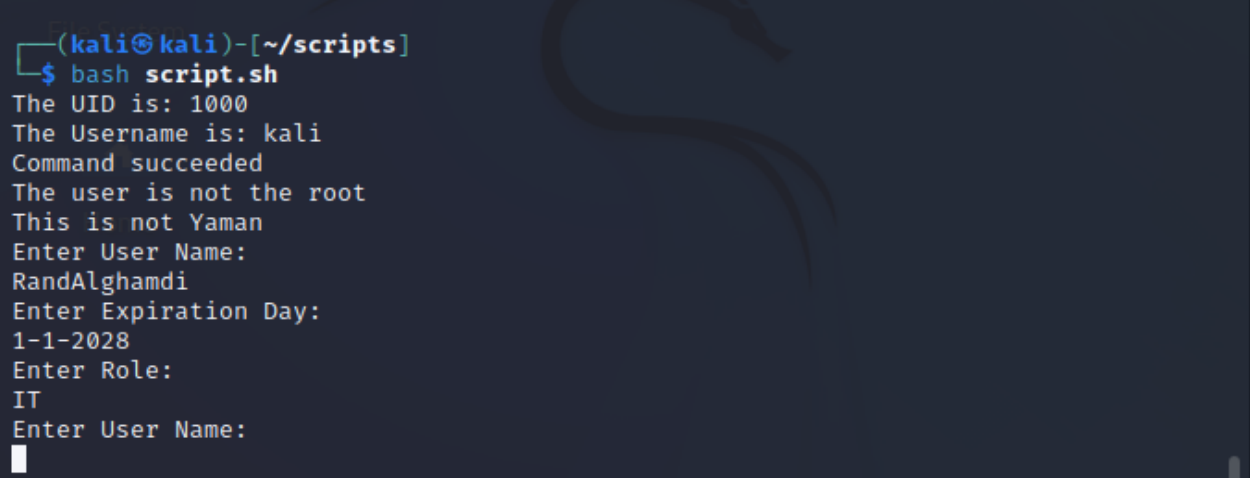 File System
┌──(kali㉿kali)-[~/scripts]
└─$ bash script.sh
The UID is: 1000
The Username is: kali
Command succeeded
The user is not the root
This is not Yaman
Enter User Name:
RandAlghamdi
Enter Expiration Day:
1-1-2028
Enter Role:
IT
Enter User Name: